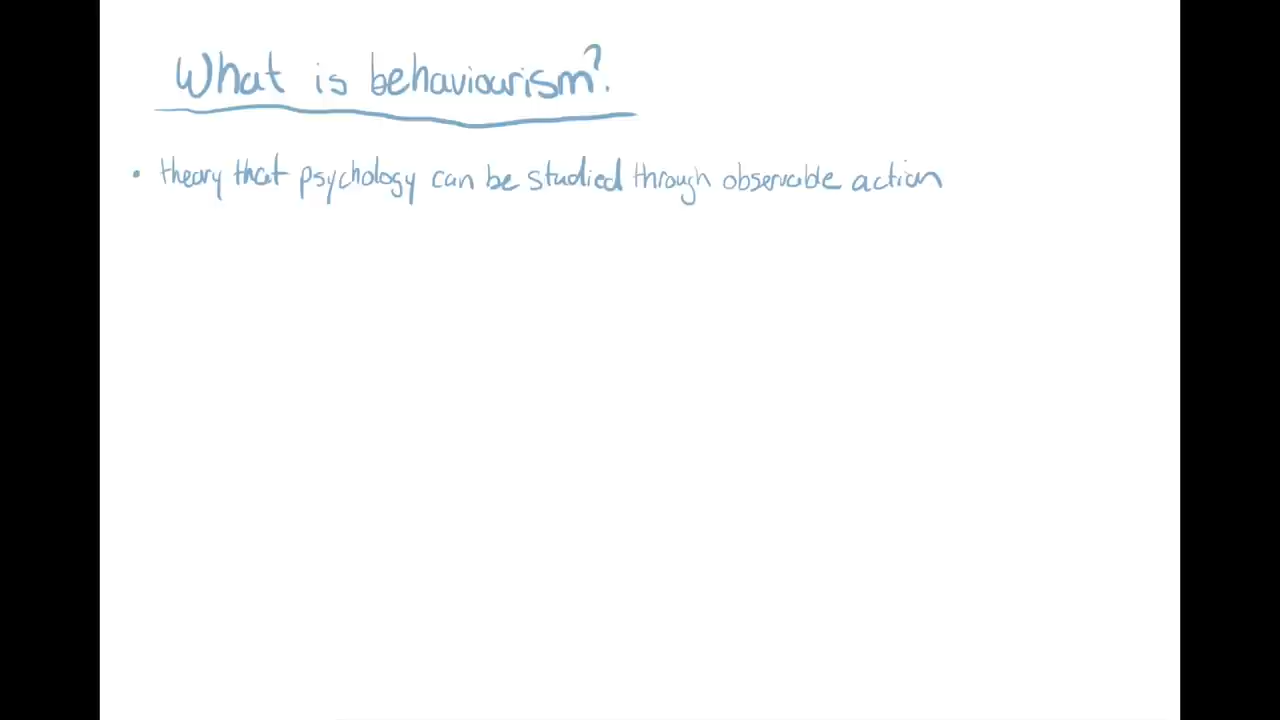 What is behaviourism?
• theory that psychology can be studied through observable action